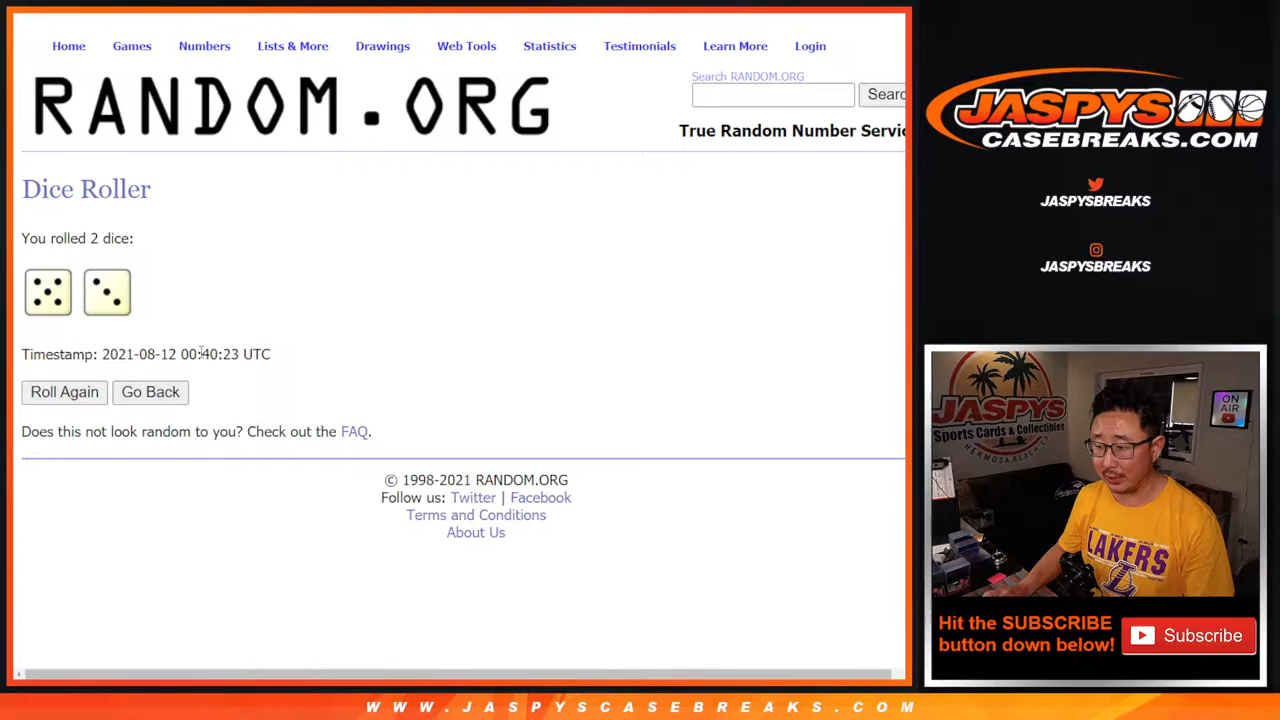 Home Games Numbers Lists & More Drawings Web Tools Statistics Testimonials Learn More Login
RANDOM.ORG
Search RANDOM.ORG
Searc
True Random Number Servic
Dice Roller
You rolled 2 dice:
Timestamp: 2021-08-12 00:40:23 UTC
Roll Again Go Back
Does this not look random to you? Check out the FAQ.
© 1998-2021 RANDOM.ORG
Follow us: Twitter | Facebook
Terms and Conditions
About Us
JASPYS
CASEBREAKS.COM
JASPYSBREAKS
JASPYSBREAKS
JASPYS
Sports Cards & Collectibles
HERMOSA BEACH
ON AIR
LAKERS
L
Hit the SUBSCRIBE
button down below!
Subscribe
WWW.JASPYSCASEBREAKS.COM